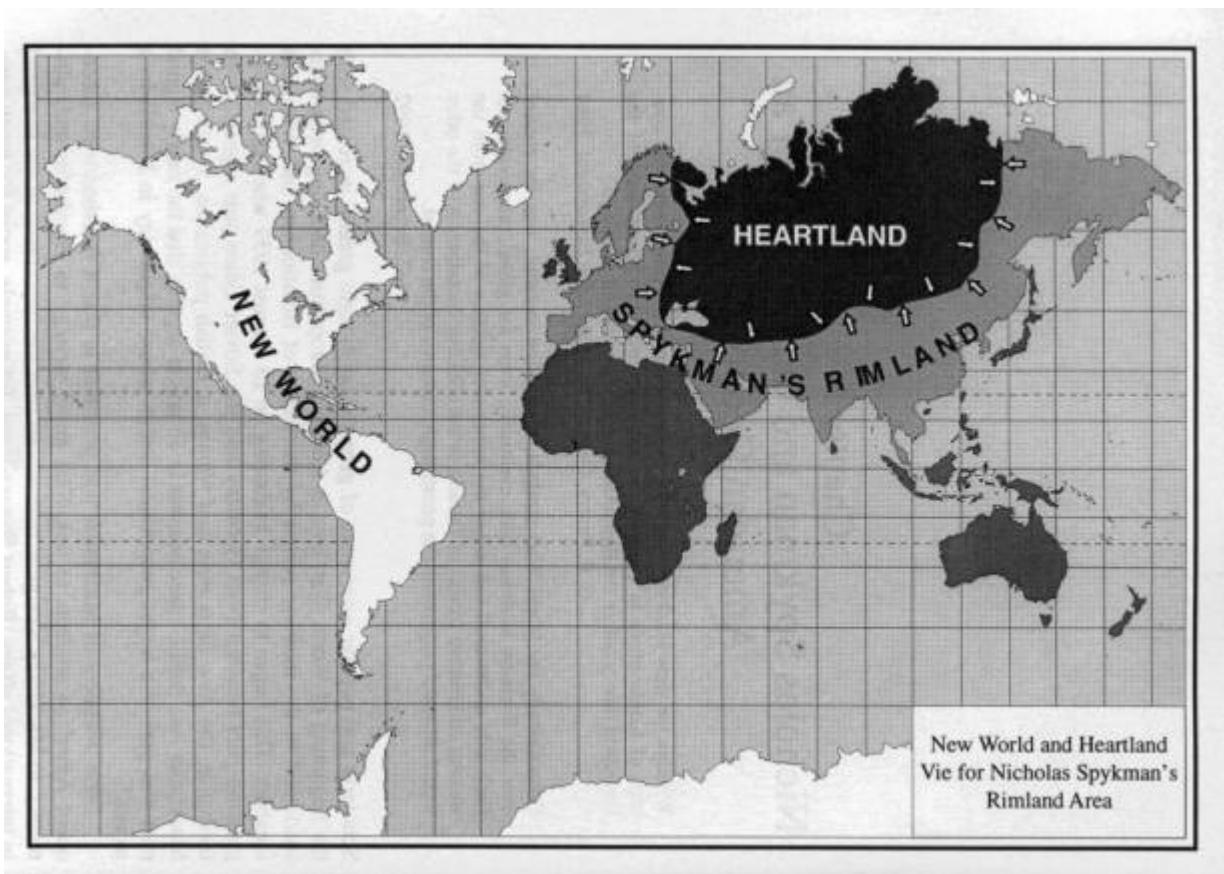 HEARTLAND
NEW WORLD
SPYKMAN'S RIMLAND
New World and Heartland
Vie for Nicholas Spykman's
Rimland Area